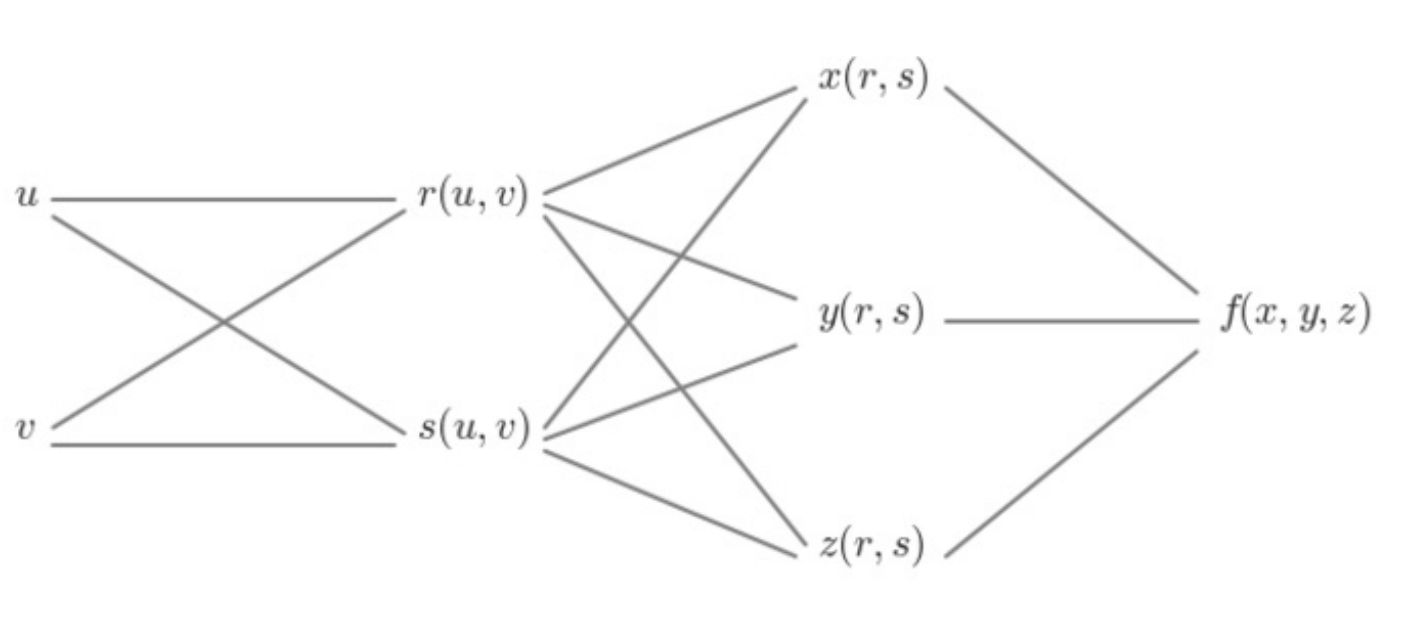 x(r, s)
u
r(u, v)
y(r, s)
f(x, y, z)
v
s(u, v)
z(r, s)